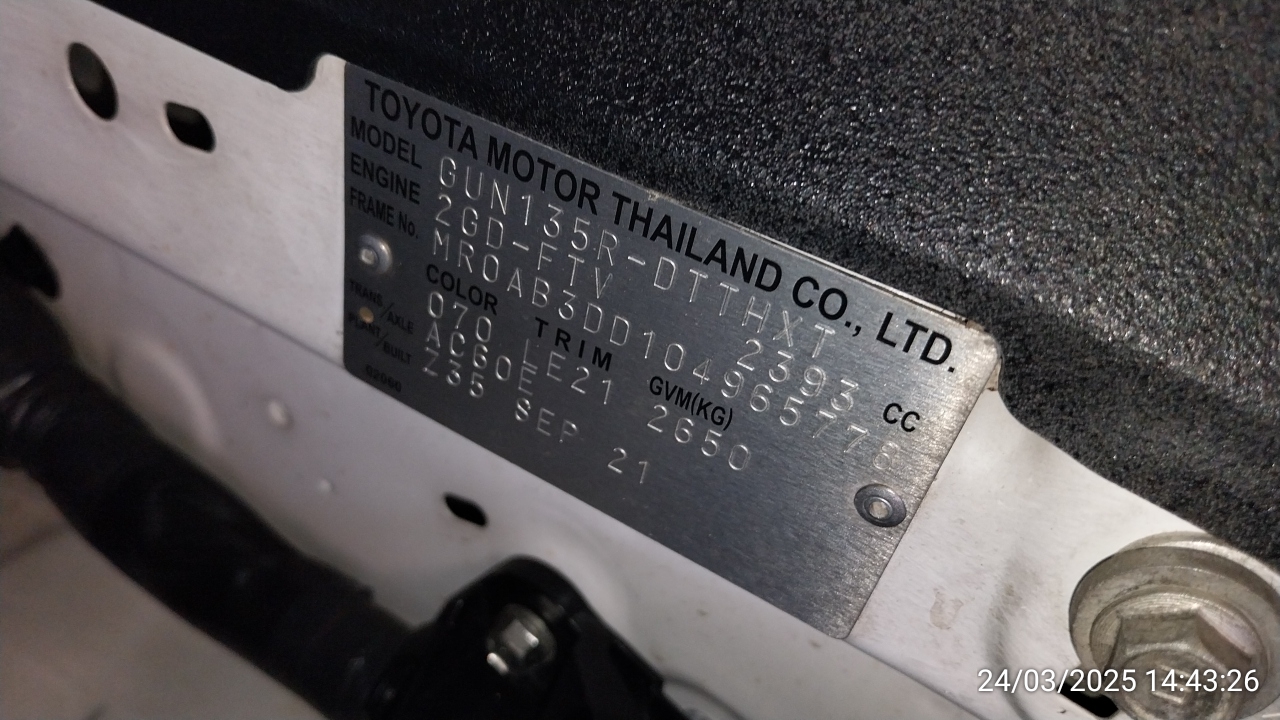 TOYOTA MOTOR THAILAND CO., LTD.
MODEL GUN135R-DTTHXT
ENGINE 2GD-FTV 2393 CC
FRAME No. MR0AB3DD104965778
COLOR TRIM GVM(KG)
070 LE21 2650
TRANS/AXLE AC60E
PLANT/BUILT Z35 SEP 21
02060
24/03/2025 14:43:26